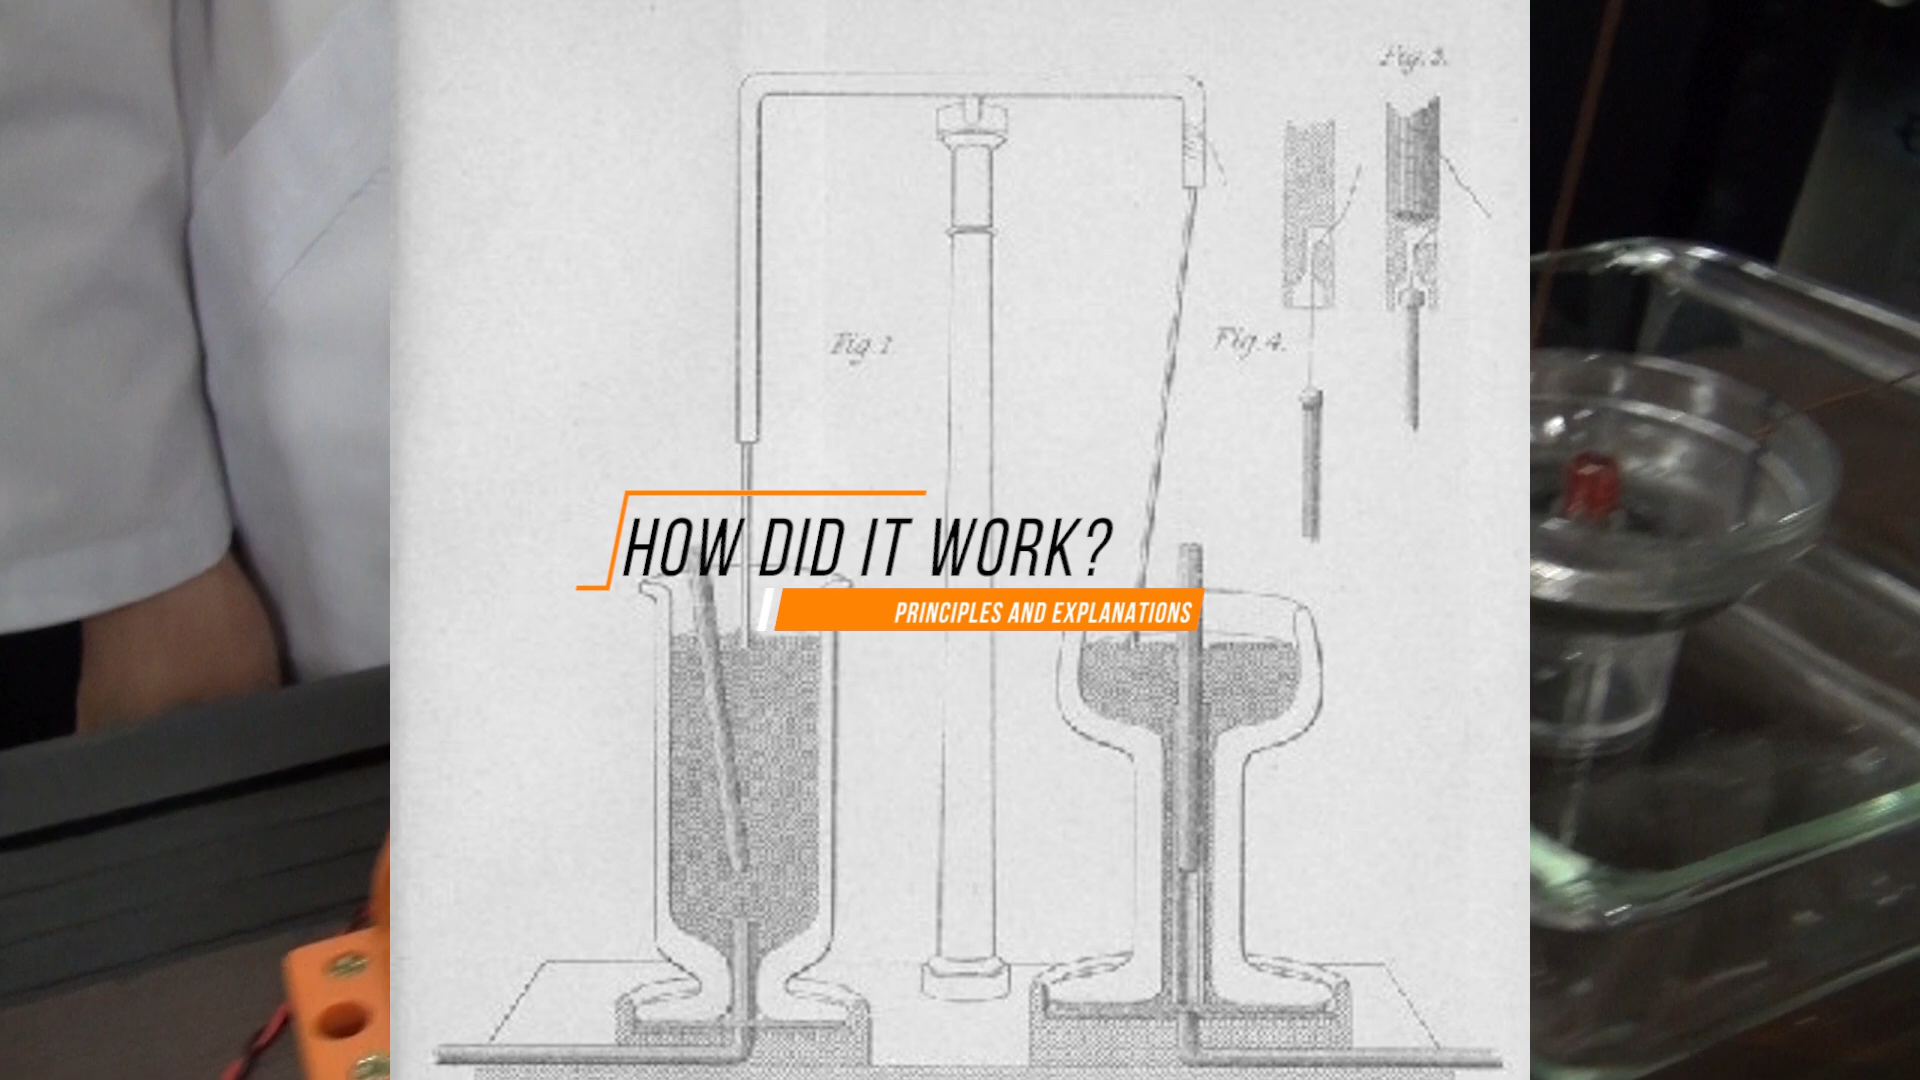 Fig. 3.
Fig. 1
Fig. 4.
HOW DID IT WORK?
PRINCIPLES AND EXPLANATIONS